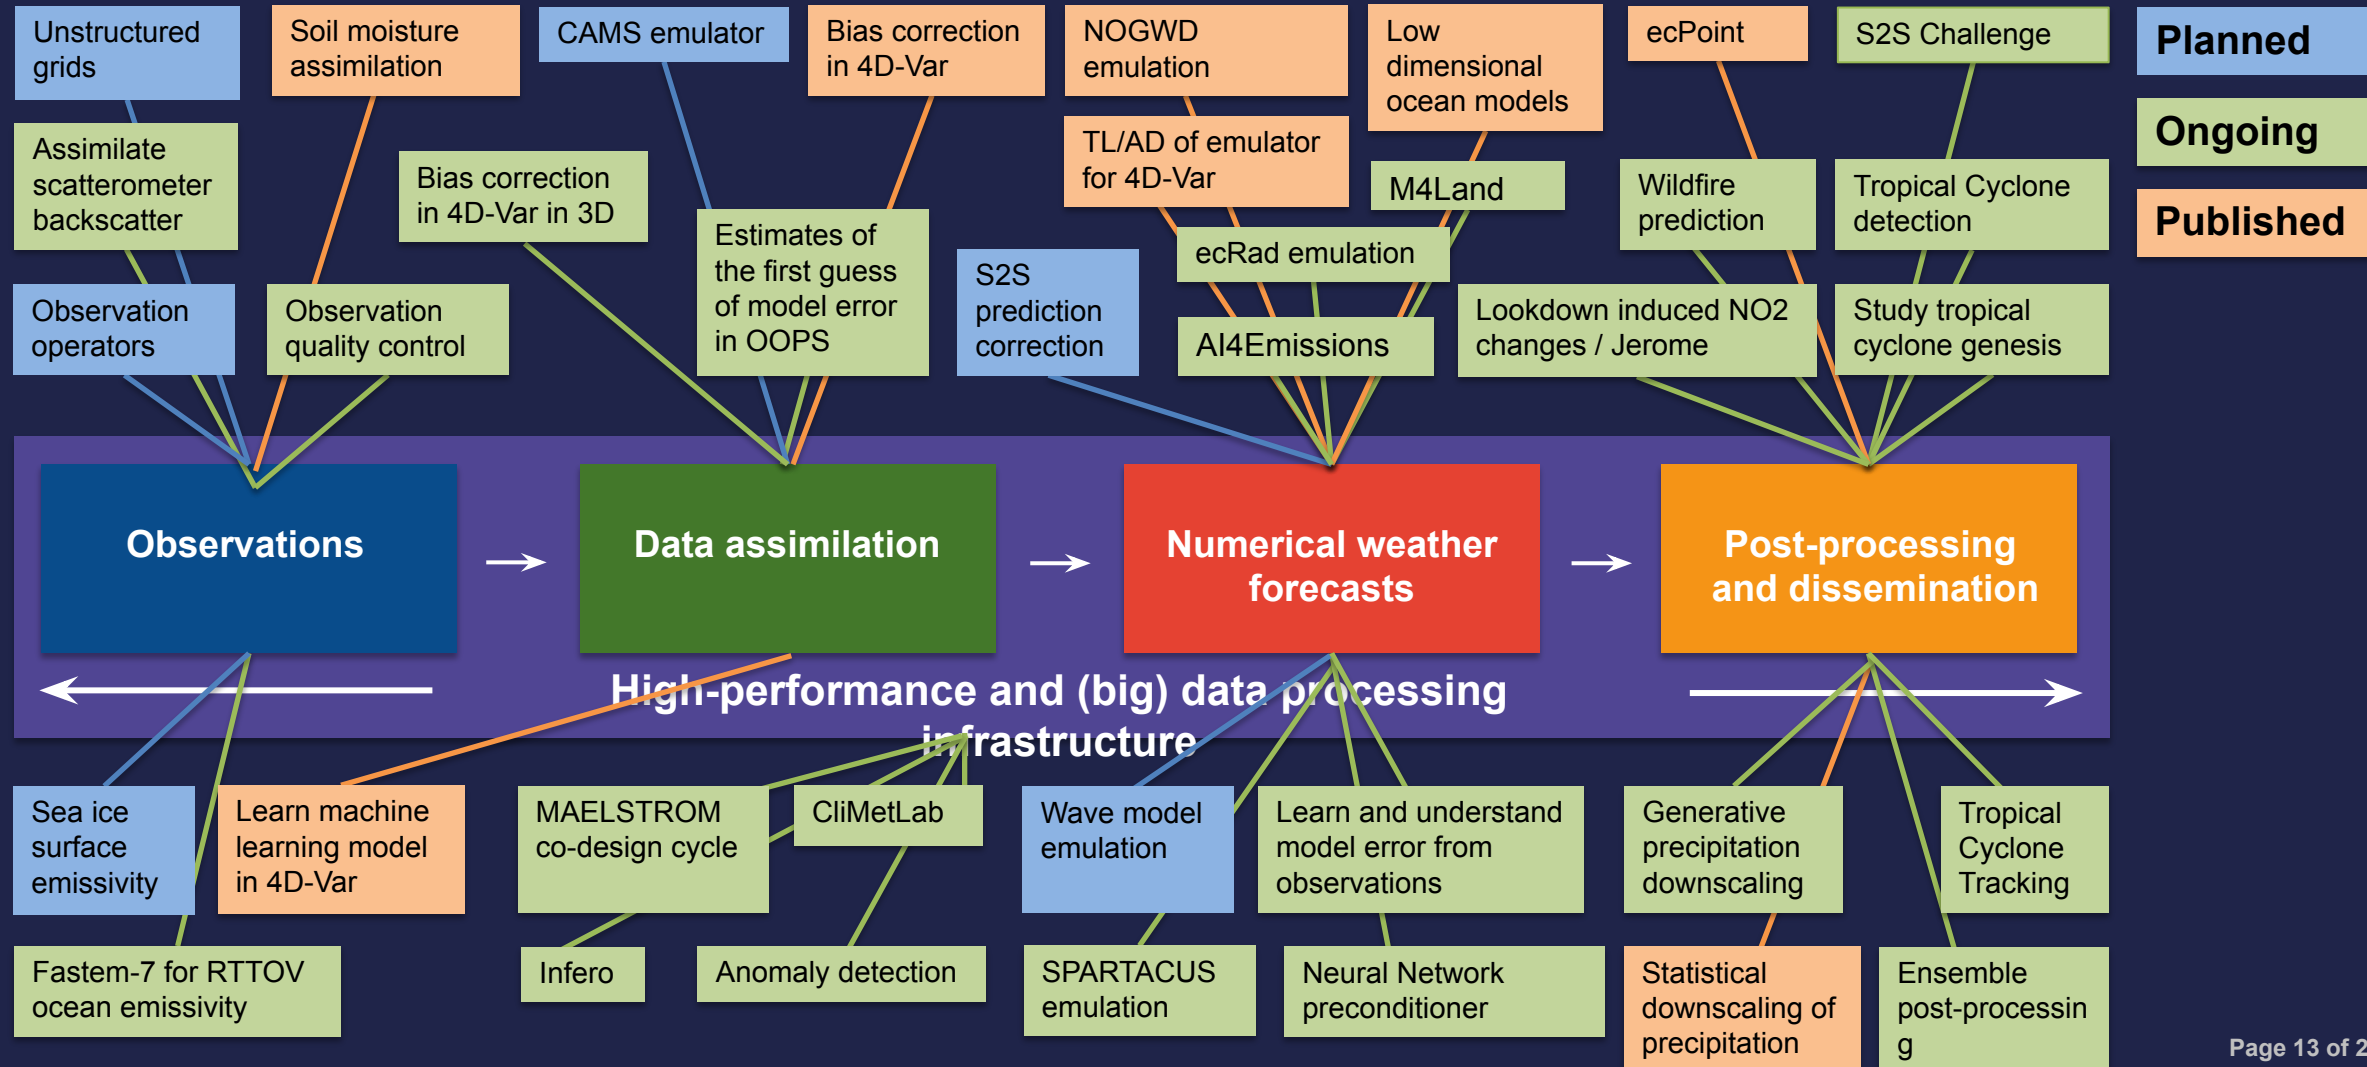 Unstructured
grids
Soil moisture
assimilation
CAMS emulator
Bias correction
in 4D-Var
NOGWD
emulation
Low
dimensional
ocean models
ecPoint
S2S Challenge
Planned
Ongoing
Published
Assimilate
scatterometer
backscatter
Bias correction
in 4D-Var in 3D
Estimates of
the first guess
of model error
in OOPS
TL/AD of emulator
for 4D-Var
M4Land
Wildfire
prediction
Tropical Cyclone
detection
ecRad emulation
S2S
prediction
correction
Observation
operators
Observation
quality control
AI4Emissions
Lookdown induced NO2
changes / Jerome
Study tropical
cyclone genesis
Observations
Data assimilation
Numerical weather
forecasts
Post-processing
and dissemination
High-performance and (big) data processing
infrastructure
Sea ice
surface
emissivity
Learn machine
learning model
in 4D-Var
MAELSTROM
co-design cycle
CliMetLab
Wave model
emulation
Learn and understand
model error from
observations
Generative
precipitation
downscaling
Tropical
Cyclone
Tracking
Fastem-7 for RTTOV
ocean emissivity
Infero
Anomaly detection
SPARTACUS
emulation
Neural Network
preconditioner
Statistical
downscaling of
precipitation
Ensemble
post-processin
g
Page 13 of 2